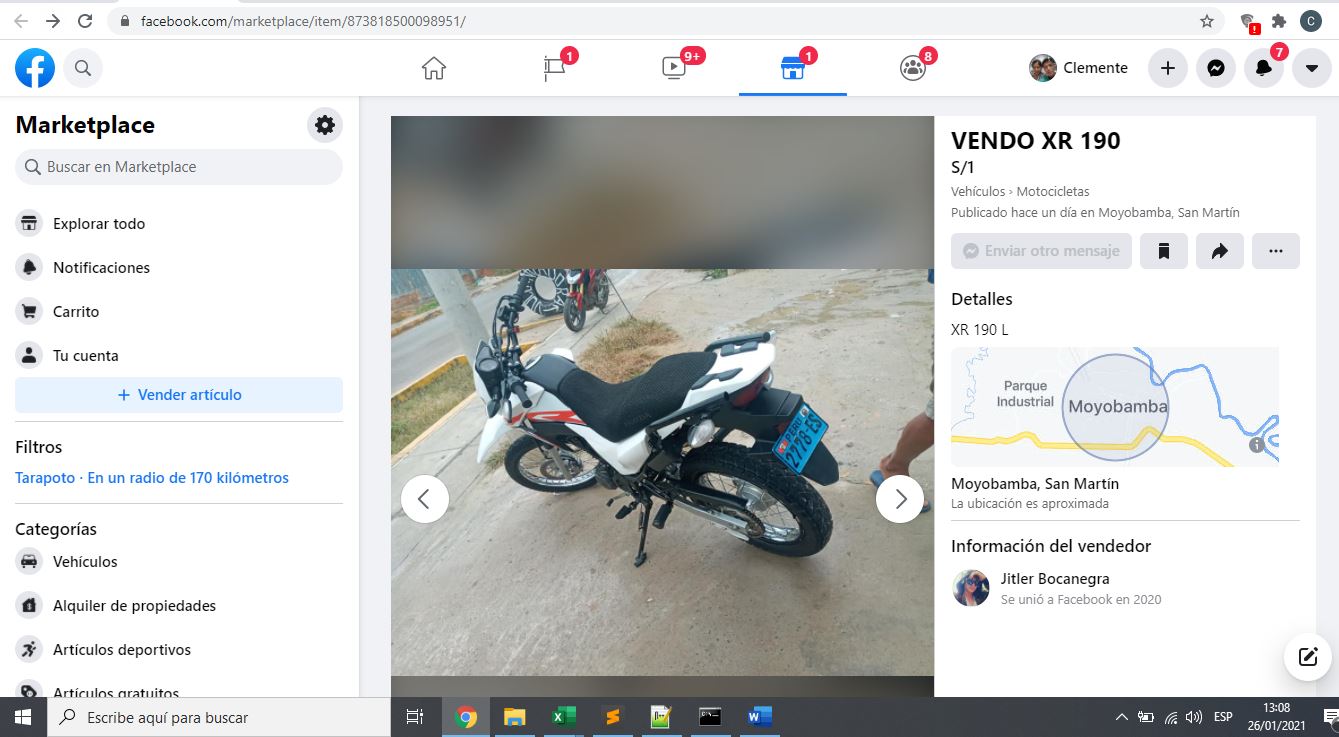 facebook.com/marketplace/item/873818500098951/
C
1
9+
1
8
Clemente
7
Marketplace
Buscar en Marketplace
Explorar todo
Notificaciones
Carrito
Tu cuenta
+ Vender artículo
Filtros
Tarapoto · En un radio de 170 kilómetros
Categorías
Vehículos
Alquiler de propiedades
Artículos deportivos
Artículos gratuitos
PERU
2778-ES
VENDO XR 190
S/1
Vehículos › Motocicletas
Publicado hace un día en Moyobamba, San Martín
Enviar otro mensaje
Detalles
XR 190 L
Parque
Industrial
Moyobamba
Moyobamba, San Martín
La ubicación es aproximada
Información del vendedor
Jitler Bocanegra
Se unió a Facebook en 2020
Escribe aquí para buscar
ESP
13:08
26/01/2021